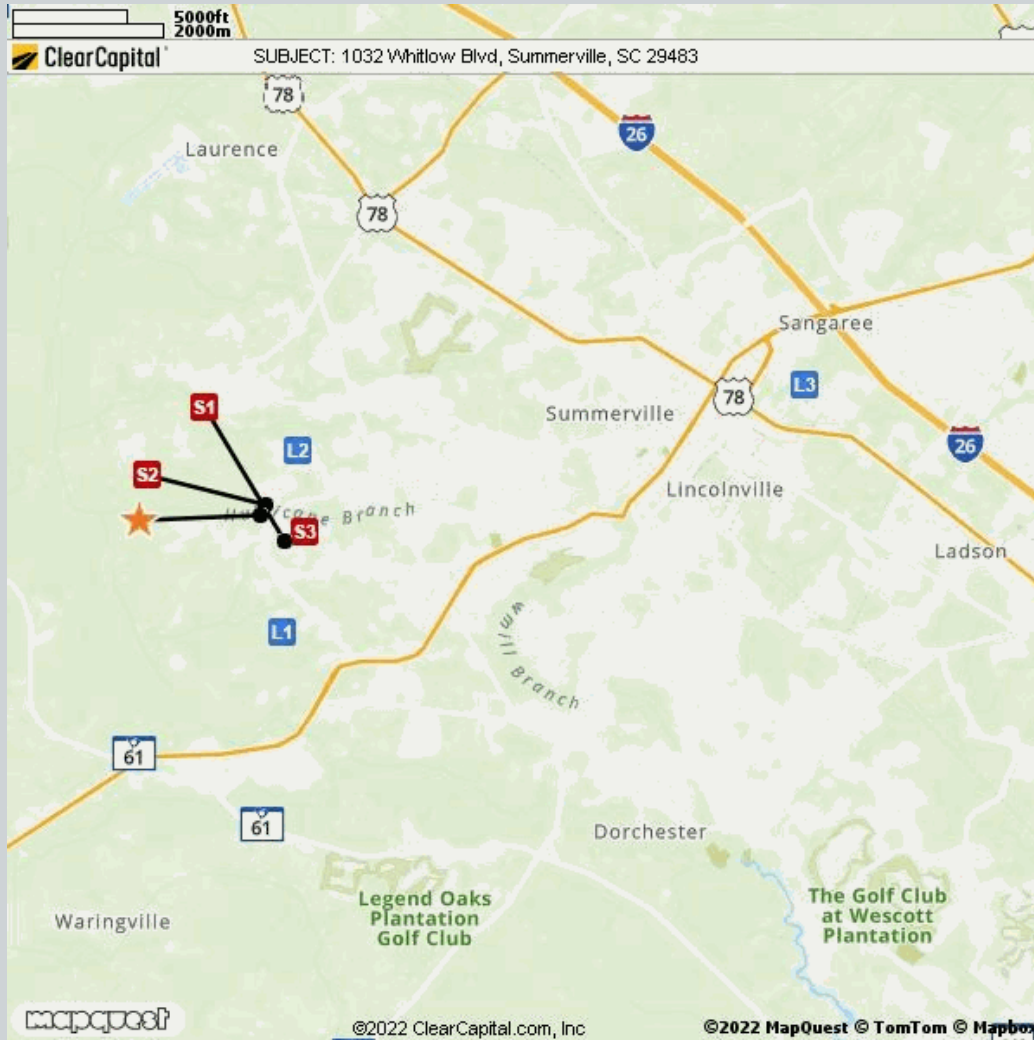 5000ft
2000m
ClearCapital
SUBJECT: 1032 Whitlow Blvd, Summerville, SC 29483
78
26
Laurence
78
Sangaree
L3
78
S1
Summerville
L2
26
S2
Lincolnville
Hurricane Branch
S3
Ladson
L1
Mill Branch
61
61
Dorchester
Legend Oaks
Plantation
Golf Club
The Golf Club
at Wescott
Plantation
Waringville
mapquest
©2022 ClearCapital.com, Inc
©2022 MapQuest © TomTom © Mapbox